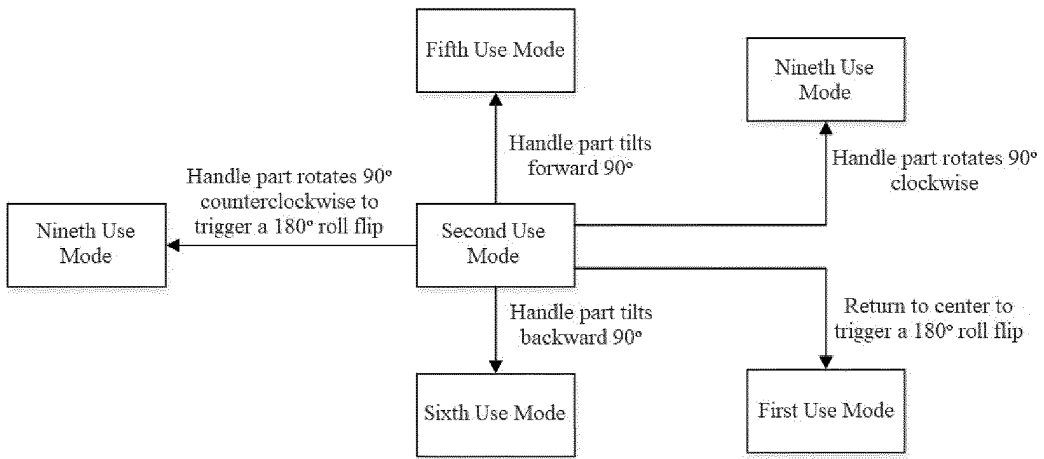 Fifth Use Mode
Nineth Use
Mode
Handle part tilts
forward 90°
Handle part rotates 90°
clockwise
Handle part rotates 90°
counterclockwise to
trigger a 180° roll flip
Nineth Use
Mode
Second Use
Mode
Handle part tilts
backward 90°
Return to center to
trigger a 180° roll flip
Sixth Use Mode
First Use Mode